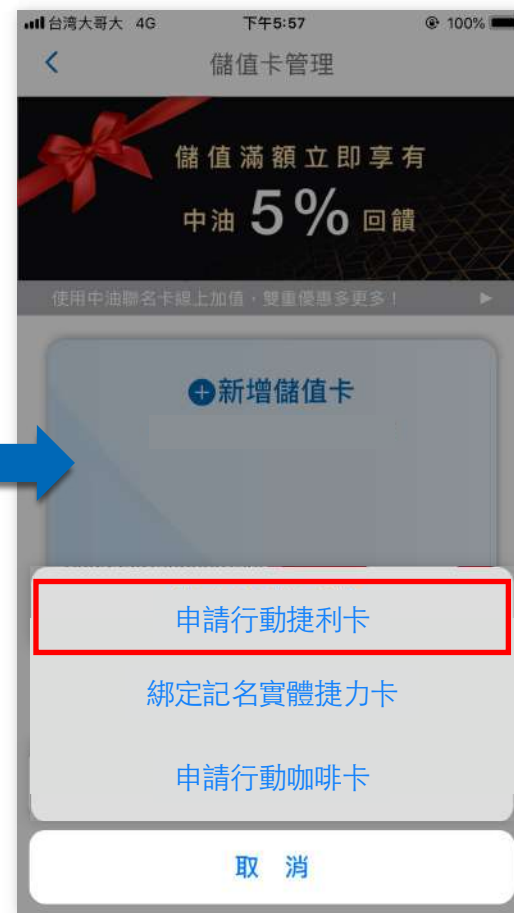 台灣大哥大 4G 下午5:57 100%
儲值卡管理
儲值滿額立即享有
中油 5% 回饋
使用中油聯名卡線上加值，雙重優惠多更多！
新增儲值卡
申請行動捷利卡
綁定記名實體捷力卡
申請行動咖啡卡
取 消